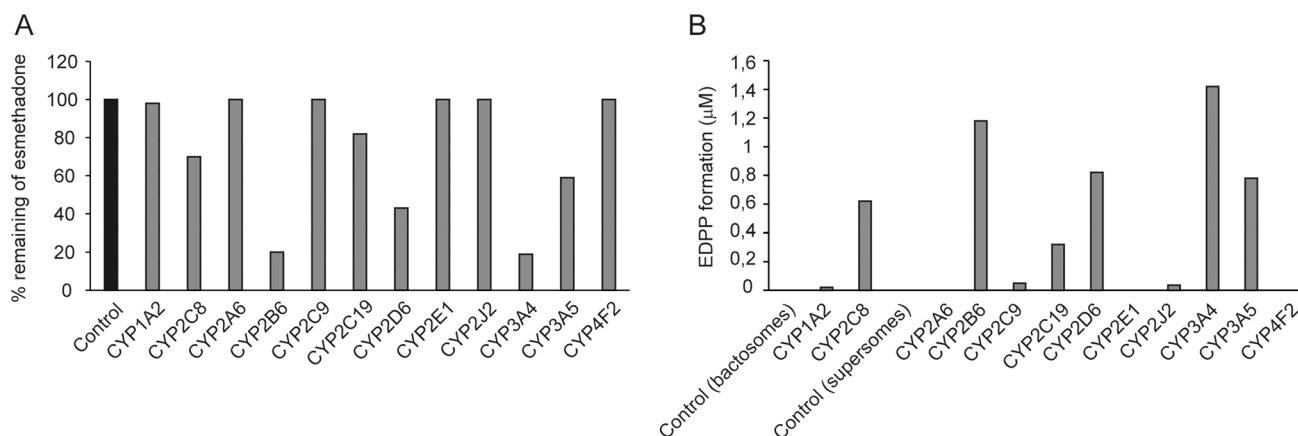 A
% remaining of esmethadone
120
100
80
60
40
20
0
Control
CYP1A2
CYP2C8
CYP2A6
CYP2B6
CYP2C9
CYP2C19
CYP2D6
CYP2E1
CYP2J2
CYP3A4
CYP3A5
CYP4F2
B
EDPP formation (μM)
1,6
1,4
1,2
1
0,8
0,6
0,4
0,2
0
Control (bactosomes)
CYP1A2
CYP2C8
Control (supersomes)
CYP2A6
CYP2B6
CYP2C9
CYP2C19
CYP2D6
CYP2E1
CYP2J2
CYP3A4
CYP3A5
CYP4F2